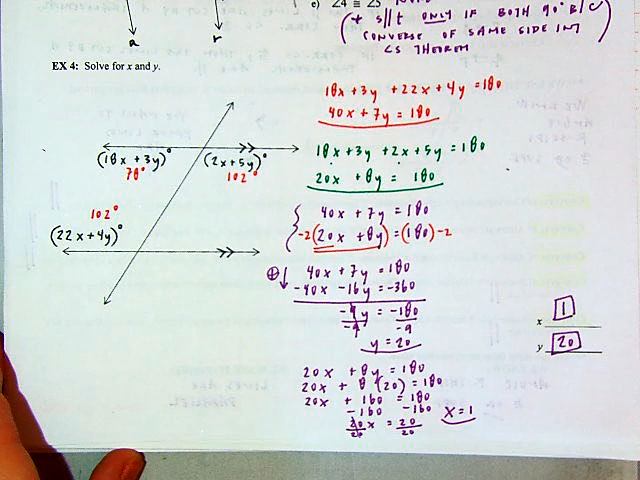 c) ∠4 ≅ ∠5
(t s//t ONLY IF BOTH 90° B/C
CONVERSE OF SAME SIDE INT
∠S THEOREM
a
r
EX 4: Solve for x and y.
(18x + 3y)°
78°
(2x + 5y)°
102°
102°
(22x + 4y)°
18x + 3y + 22x + 4y = 180
40x + 7y = 180
18x + 3y + 2x + 5y = 180
20x + 8y = 180
40x + 7y = 180
-2(20x + 8y) = (180)-2
40x + 7y = 180
-40x - 16y = -360
-9y = -180
-9 -9
y = 20
20x + 8y = 180
20x + 8(20) = 180
20x + 160 = 180
-160 -160
20x = 20
20 20
x = 1
x 1
y 20